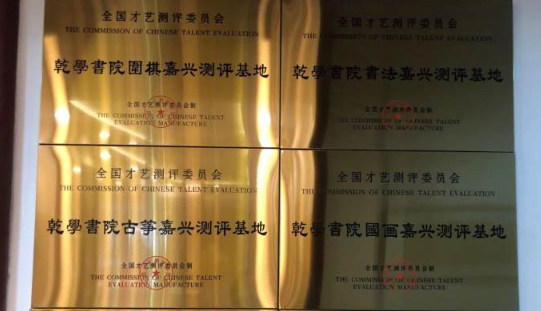 全国才艺测评委员会
THE COMMISSION OF CHINESE TALENT EVALUATION
乾學書院圍棋嘉兴测评基地
全国才艺测评委员会制
THE COMMISSION OF CHINESE TALENT
EVALUATION MANUFACTURE
全国才艺测评委员会
THE COMMISSION OF CHINESE TALENT EVALUATION
乾學書院書法嘉兴测评基地
全国才艺测评委员会制
THE COMMISSION OF CHINESE TALENT
EVALUATION MANUFACTURE
全国才艺测评委员会
THE COMMISSION OF CHINESE TALENT EVALUATION
乾學書院古筝嘉兴测评基地
全国才艺测评委员会制
THE COMMISSION OF CHINESE TALENT
EVALUATION MANUFACTURE
全国才艺测评委员会
THE COMMISSION OF CHINESE TALENT EVALUATION
乾學書院國画嘉兴测评基地
全国才艺测评委员会制
THE COMMISSION OF CHINESE TALENT
EVALUATION MANUFACTURE